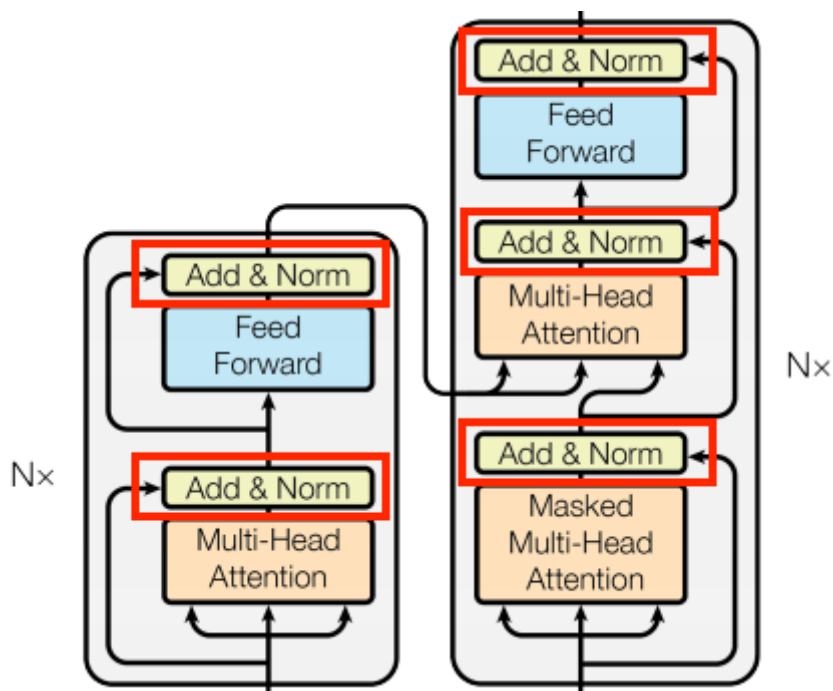 Add & Norm
Feed
Forward
Add & Norm
Multi-Head
Attention
N×
Add & Norm
Feed
Forward
Add & Norm
Multi-Head
Attention
Add & Norm
Masked
Multi-Head
Attention
N×